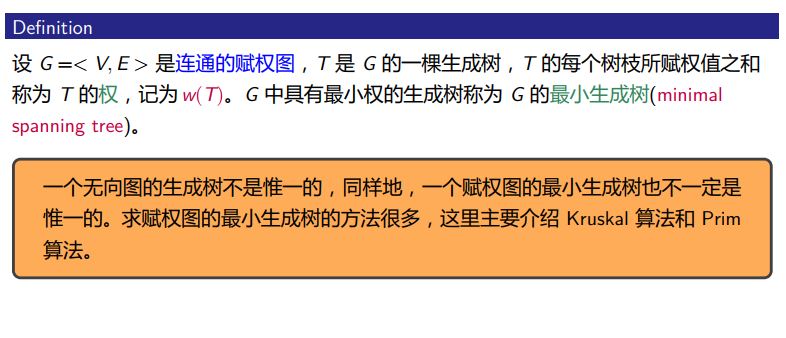 Definition
设 G =< V, E > 是连通的赋权图，T 是 G 的一棵生成树，T 的每个树枝所赋权值之和
称为 T 的权，记为 w(T)。G 中具有最小权的生成树称为 G 的最小生成树(minimal
spanning tree)。
一个无向图的生成树不是惟一的，同样地，一个赋权图的最小生成树也不一定是
惟一的。求赋权图的最小生成树的方法很多，这里主要介绍 Kruskal 算法和 Prim
算法。